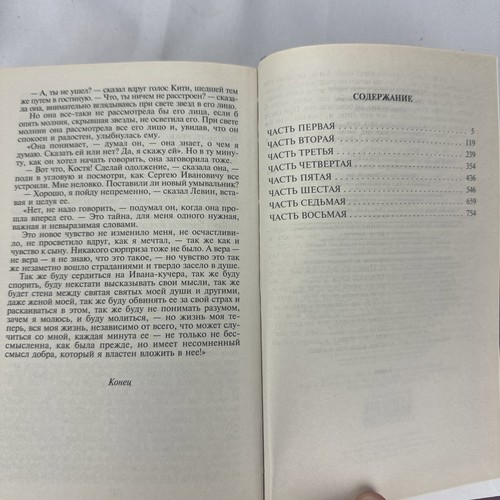 — А, ты не ушел? — сказал вдруг голос Кити, шедшей тем
же путем в гостиную. — Что, ты ничем не расстроен? — сказа-
ла она, внимательно вглядываясь при свете звезд в его лицо.
Но она все-таки не рассмотрела бы его лица, если б
опять молния, скрывшая звезды, не осветила его. При свете
молнии она рассмотрела все его лицо и, увидав, что он
спокоен и радостен, улыбнулась ему.
«Она понимает, — думал он, — она знает, о чем я
думаю. Сказать ей или нет? Да, я скажу ей». Но в ту мину-
ту, как он хотел начать говорить, она заговорила тоже.
— Вот что, Костя! Сделай одолжение, — сказала она, —
поди в угловую и посмотри, как Сергею Ивановичу все
устроили. Мне неловко. Поставили ли новый умывальник?
— Хорошо, я пойду непременно, — сказал Левин, вста-
вая и целуя ее.
«Нет, не надо говорить, — подумал он, когда она про-
шла вперед его. — Это тайна, для меня одного нужная,
важная и невыразимая словами.
Это новое чувство не изменило меня, не осчастливи-
ло, не просветило вдруг, как я мечтал, — так же как и
чувство к сыну. Никакого сюрприза тоже не было. А вера —
не вера — я не знаю, что это такое, — но чувство это так
же незаметно вошло страданиями и твердо засело в душе.
Так же буду сердиться на Ивана-кучера, так же буду
спорить, буду некстати высказывать свои мысли, так же
будет стена между святая святых моей души и другими,
даже женой моей, так же буду обвинять ее за свой страх и
раскаиваться в этом, так же буду не понимать разумом,
зачем я молюсь, и буду молиться, — но жизнь моя те-
перь, вся моя жизнь, независимо от всего, что может слу-
читься со мной, каждая минута ее — не только не бес-
смысленна, как была прежде, но имеет несомненный
смысл добра, который я властен вложить в нее!»
Конец
СОДЕРЖАНИЕ
ЧАСТЬ ПЕРВАЯ . . . . . . . . . . . . . . . . . . . . 5
ЧАСТЬ ВТОРАЯ . . . . . . . . . . . . . . . . . . . . 119
ЧАСТЬ ТРЕТЬЯ . . . . . . . . . . . . . . . . . . . . 239
ЧАСТЬ ЧЕТВЕРТАЯ . . . . . . . . . . . . . . . . . 354
ЧАСТЬ ПЯТАЯ . . . . . . . . . . . . . . . . . . . . . 436
ЧАСТЬ ШЕСТАЯ . . . . . . . . . . . . . . . . . . . . 546
ЧАСТЬ СЕДЬМАЯ . . . . . . . . . . . . . . . . . . . 659
ЧАСТЬ ВОСЬМАЯ . . . . . . . . . . . . . . . . . . . 754